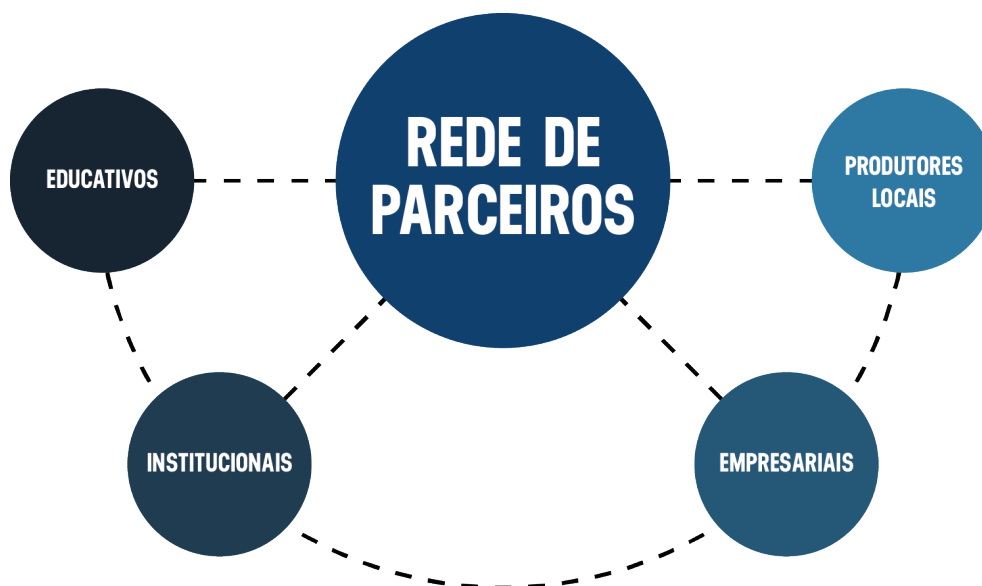 REDE DE
PARCEIROS
EDUCATIVOS
PRODUTORES
LOCAIS
INSTITUCIONAIS
EMPRESARIAIS